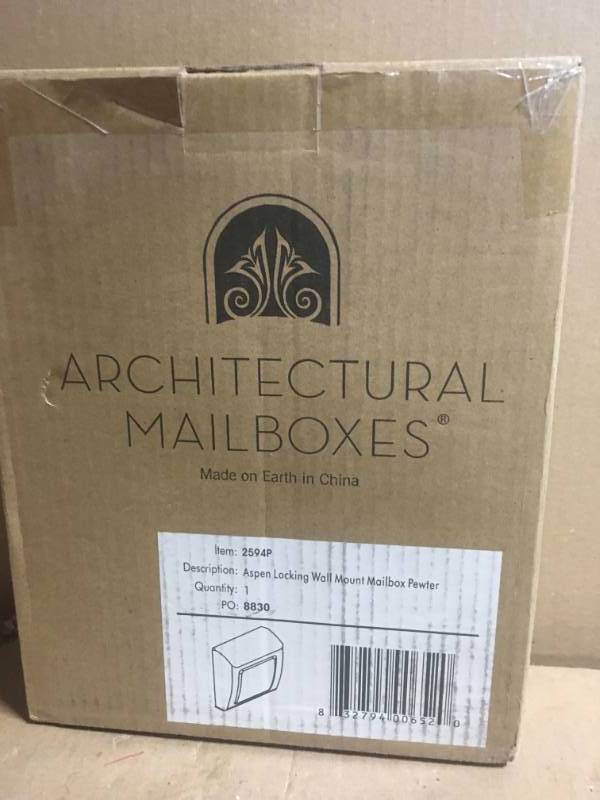 ARCHITECTURAL
MAILBOXES®
Made on Earth in China
Item: 2594P
Description: Aspen Locking Wall Mount Mailbox Pewter
Quantity: 1
PO: 8830
8 32794 00652 0